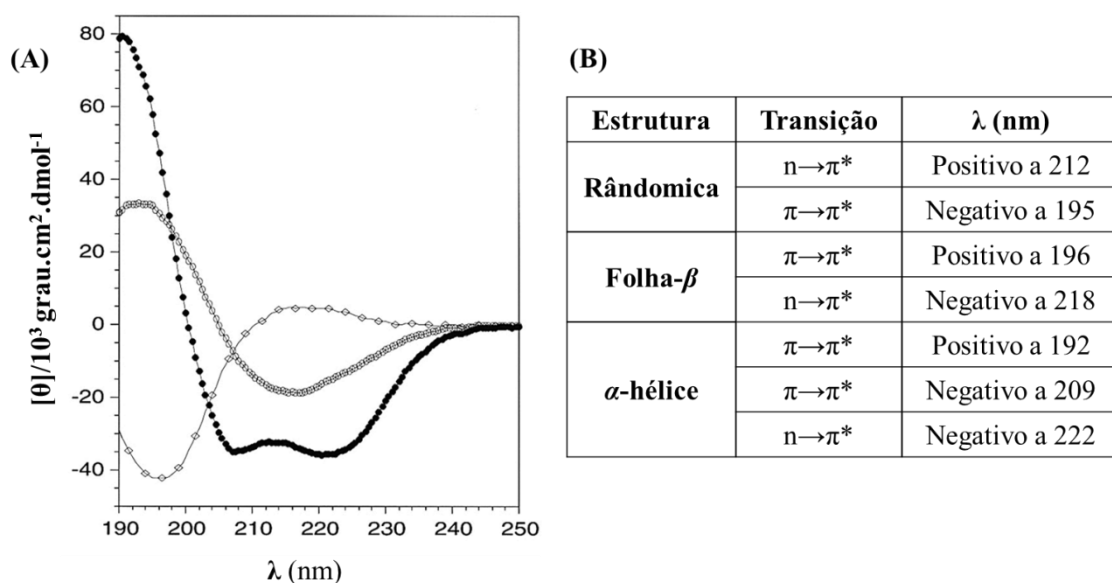 (A)
80
60
40
20
0
-20
-40
190 200 210 220 230 240 250
[θ]/10³ grau.cm².dmol⁻¹
λ (nm)
(B)
Estrutura Transição λ (nm)
Rândomica n→π* Positivo a 212
π→π* Negativo a 195
Folha-β π→π* Positivo a 196
n→π* Negativo a 218
α-hélice π→π* Positivo a 192
π→π* Negativo a 209
n→π* Negativo a 222